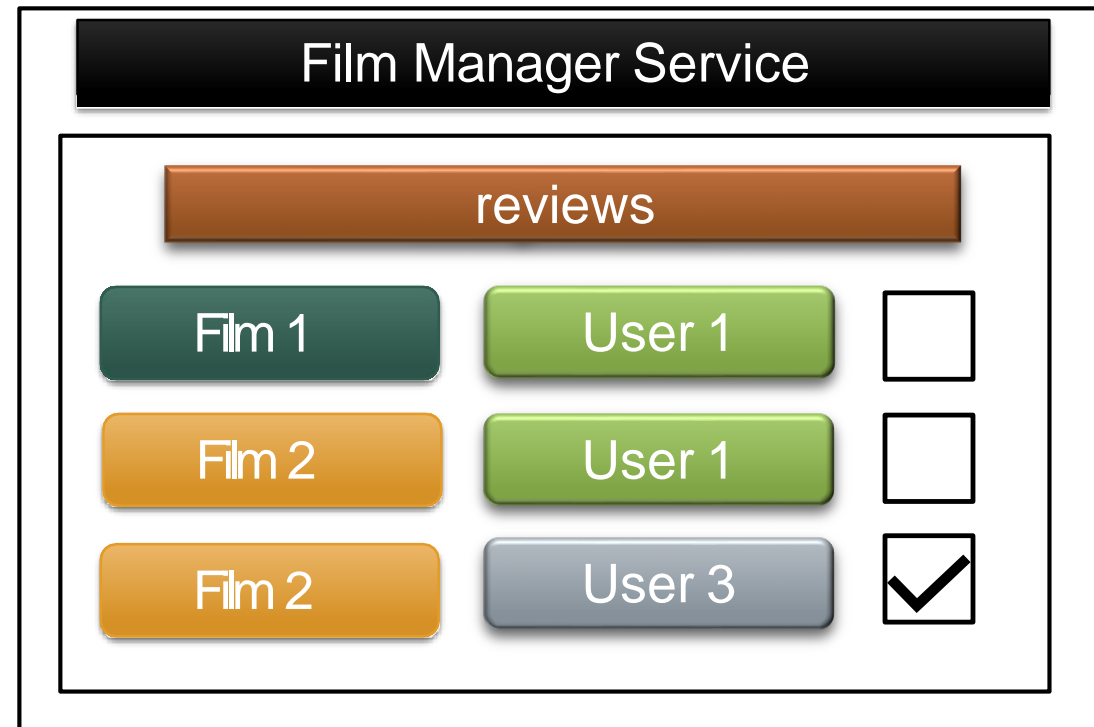 Film Manager Service
reviews
Film 1 User 1
Film 2 User 1
Film 2 User 3